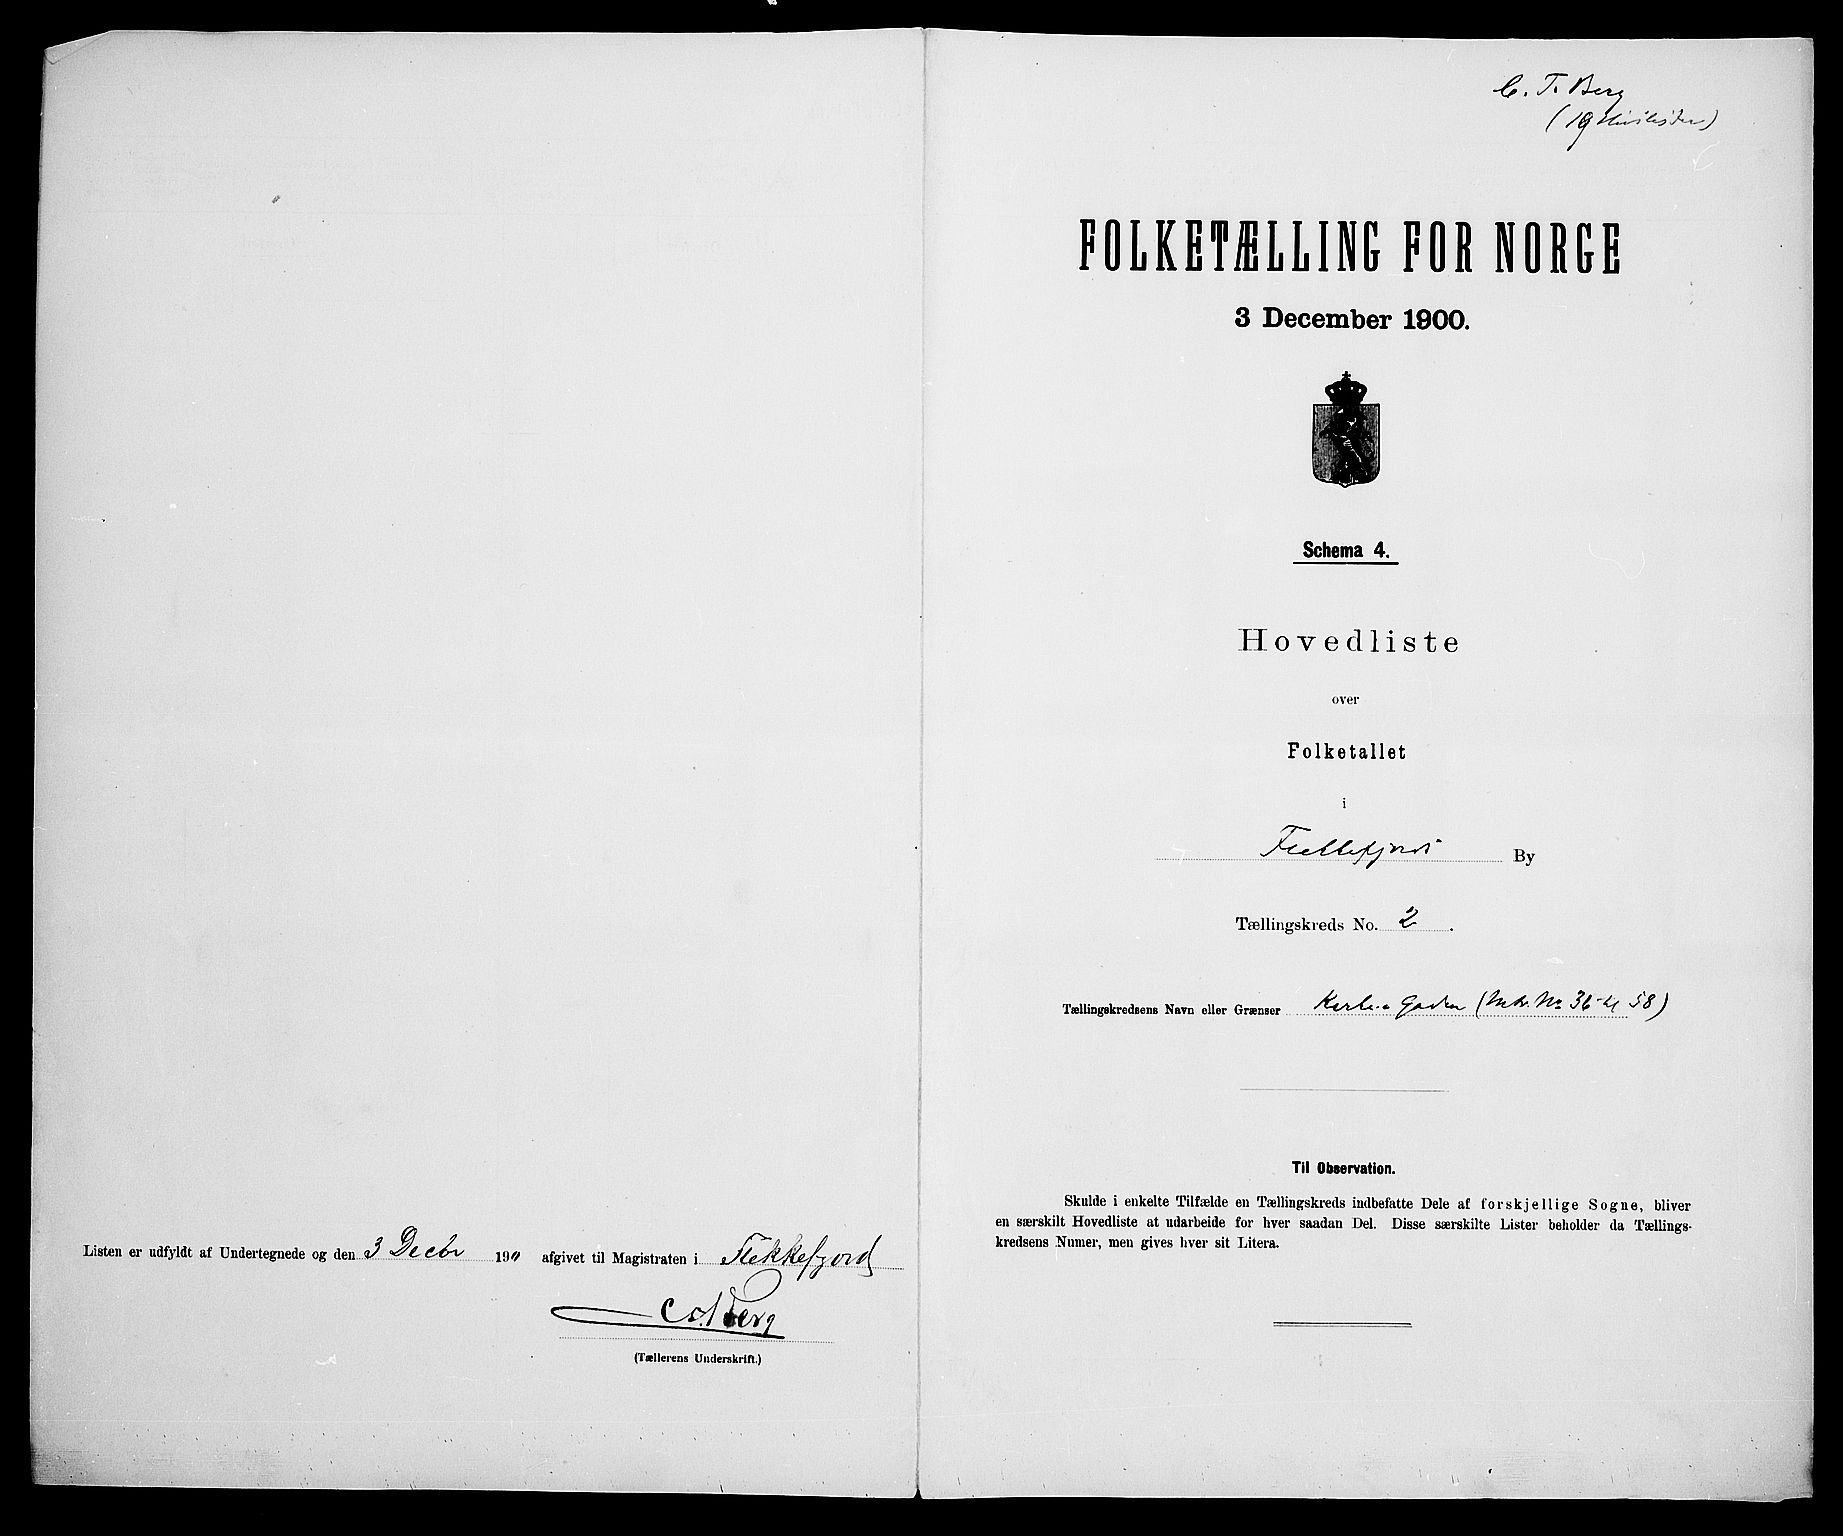 Listen er udfyldt af Undertegnede og den 3 Decbr 190 afgivet til Magistraten i Flekkefjord
C. T. Berg
(Tællerens Underskrift.)
C. T. Berg
(19 Huslister)
FOLKETÆLLING FOR NORGE
3 December 1900.
Schema 4.
Hovedliste
over
Folketallet
i
Flekkefjord By
Tællingskreds No. 2.
Tællingskredsens Navn eller Grænser Gaden (Mtr. No 36 58)
Til Observation.
Skulde i enkelte Tilfælde en Tællingskreds indbefatte Dele af forskjellige Sogne, bliver
en særskilt Hovedliste at udarbeide for hver saadan Del. Disse særskilte Lister beholder da Tællings-
kredsens Numer, men gives hver sit Litera.